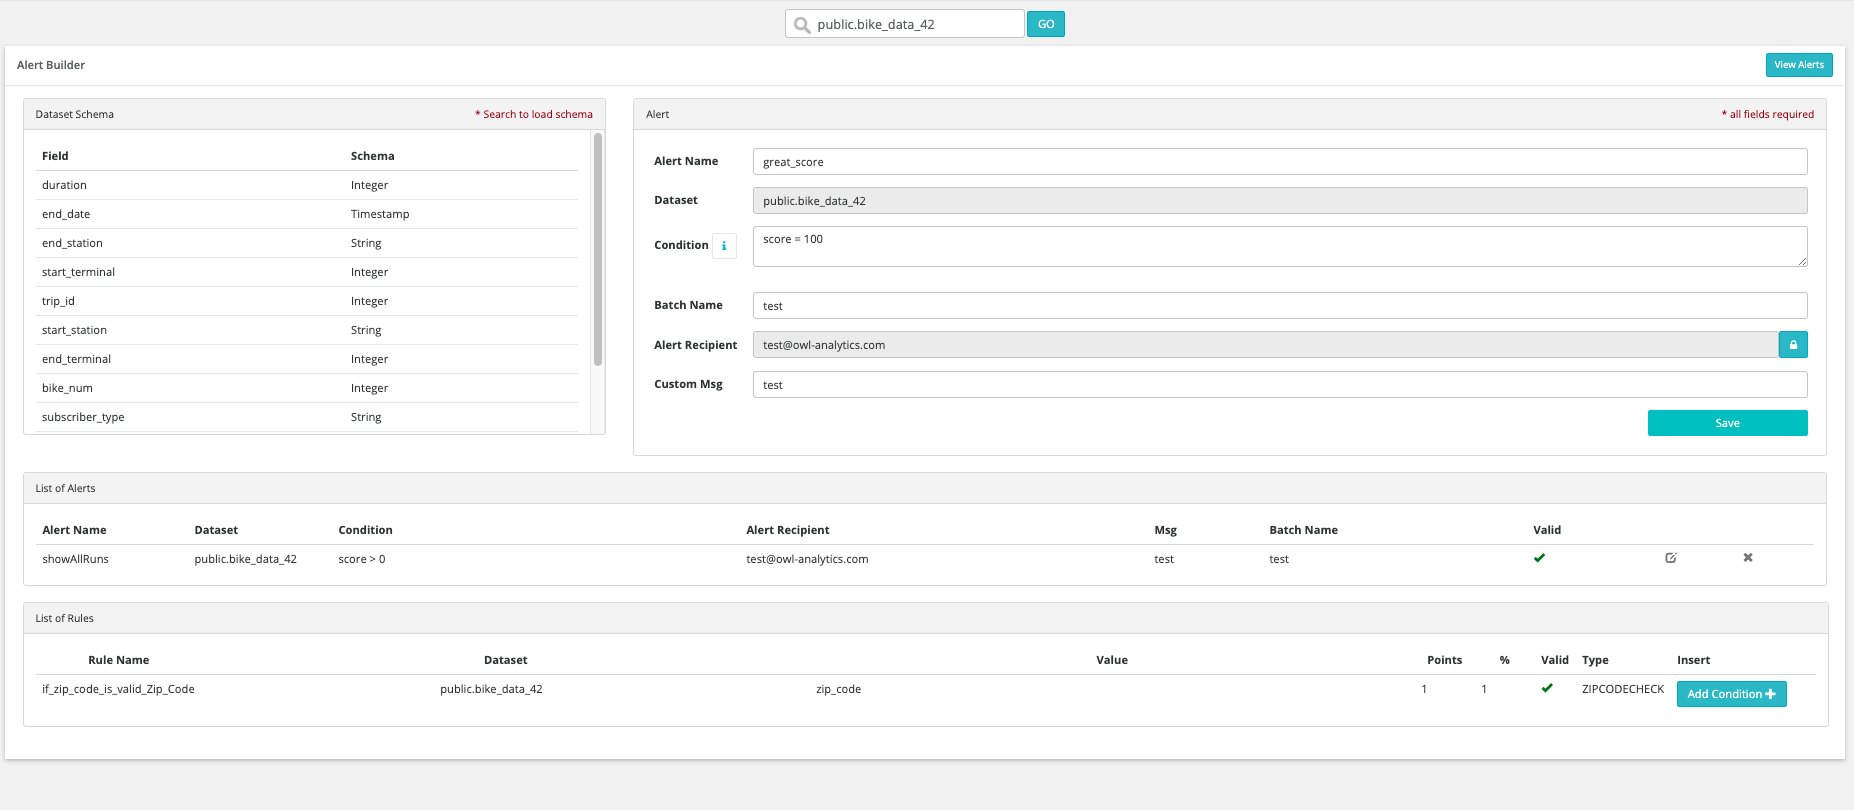 public.bike_data_42 GO
Alert Builder View Alerts
Dataset Schema * Search to load schema
Field Schema
duration Integer
end_date Timestamp
end_station String
start_terminal Integer
trip_id Integer
start_station String
end_terminal Integer
bike_num Integer
subscriber_type String
Alert * all fields required
Alert Name great_score
Dataset public.bike_data_42
Condition i score = 100
Batch Name test
Alert Recipient test@owl-analytics.com
Custom Msg test
Save
List of Alerts
Alert Name Dataset Condition Alert Recipient Msg Batch Name Valid
showAllRuns public.bike_data_42 score > 0 test@owl-analytics.com test test
List of Rules
Rule Name Dataset Value Points % Valid Type Insert
if_zip_code_is_valid_Zip_Code public.bike_data_42 zip_code 1 1 ZIPCODECHECK Add Condition +